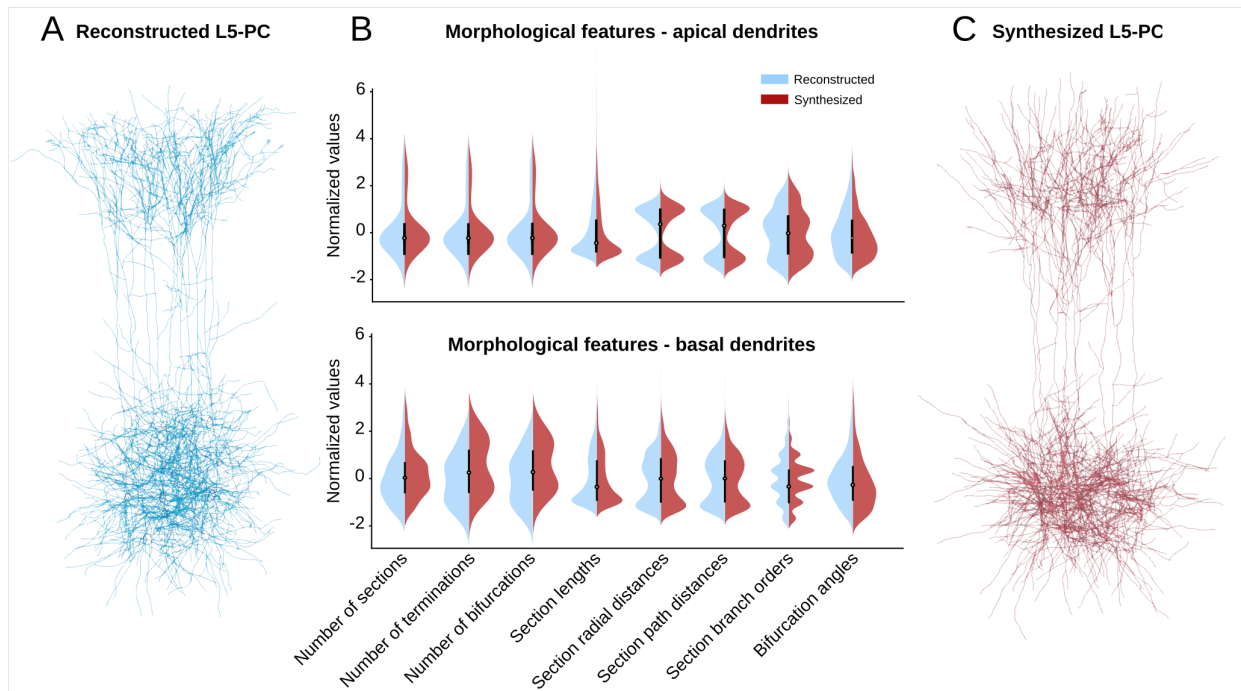 A Reconstructed L5-PC
B
Morphological features - apical dendrites
Reconstructed
Synthesized
Normalized values
6
4
2
0
-2
Morphological features - basal dendrites
Normalized values
6
4
2
0
-2
Number of sections
Number of terminations
Number of bifurcations
Section lengths
Section radial distances
Section path distances
Section branch orders
Bifurcation angles
C Synthesized L5-PC